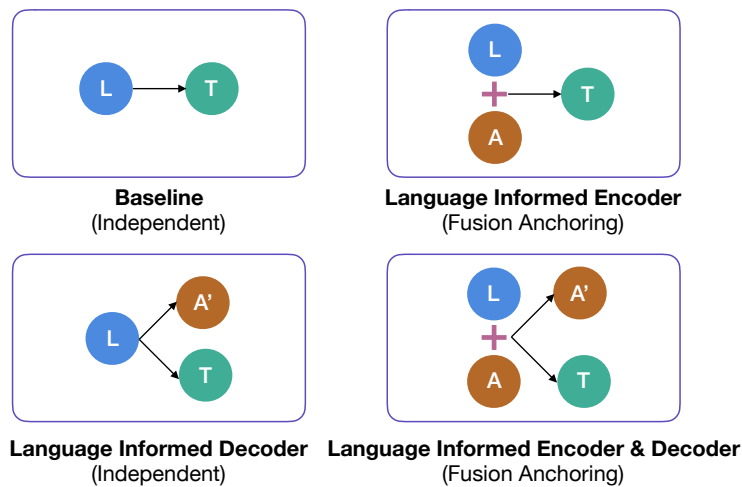 L
T
L
+
A
T
Baseline
(Independent)
Language Informed Encoder
(Fusion Anchoring)
L
A’
T
L
+
A
A’
T
Language Informed Decoder
(Independent)
Language Informed Encoder & Decoder
(Fusion Anchoring)